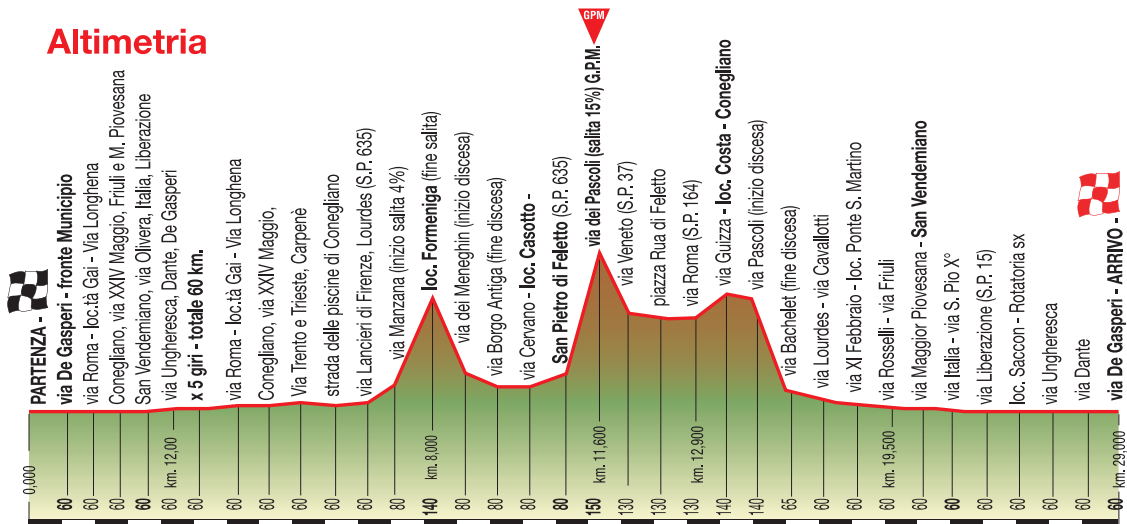 Altimetria
GPM
PARTENZA -
via De Gasperi - fronte Municipio
via Roma - loc.tà Gai - Via Longhena
Conegliano, via XXIV Maggio, Friuli e M. Piovesana
San Vendemiano, via Olivera, Italia, Liberazione
via Ungheresca, Dante, De Gasperi
x 5 giri - totale 60 km.
via Roma - loc.tà Gai - Via Longhena
Conegliano, via XXIV Maggio,
Via Trento e Trieste, Carpenè
strada delle piscine di Conegliano
via Lancieri di Firenze, Lourdes (S.P. 635)
via Manzana (inizio salita 4%)
loc. Formeniga (fine salita)
via dei Meneghin (inizio discesa)
via Borgo Antiga (fine discesa)
via Cervano - loc. Casotto -
San Pietro di Feletto (S.P. 635)
via dei Pascoli (salita 15%) G.P.M.
via Veneto (S.P. 37)
piazza Rua di Feletto
via Roma (S.P. 164)
via Guizza - loc. Costa - Conegliano
via Pascoli (inizio discesa)
via Bachelet (fine discesa)
via Lourdes - via Cavallotti
via XI Febbraio - loc. Ponte S. Martino
via Rosselli - via Friuli
via Maggior Piovesana - San Vendemiano
via Italia - via S. Pio X°
via Liberazione (S.P. 15)
loc. Saccon - Rotatoria sx
via Ungheresca
via Dante
via De Gasperi - ARRIVO -
0,000
km. 12,00
km. 8,000
km. 11,600
km. 12,900
km. 19,500
km. 29,000
60 60 60 60 60 60 60 60 60 60 60 80 140 80 80 80 80 150 130 130 130 140 140 65 60 60 60 60 60 60 60 60 60 60